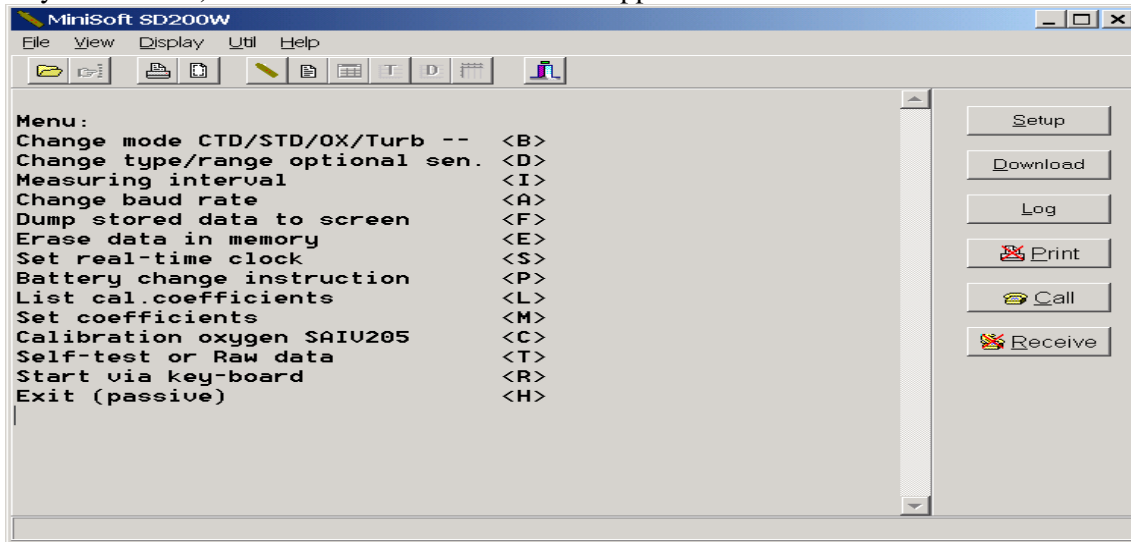 MiniSoft SD200W
File View Display Util Help
T D
Menu:
Change mode CTD/STD/OX/Turb -- <B>
Change type/range optional sen. <D>
Measuring interval <I>
Change baud rate <A>
Dump stored data to screen <F>
Erase data in memory <E>
Set real-time clock <S>
Battery change instruction <P>
List cal.coefficients <L>
Set coefficients <M>
Calibration oxygen SAIV205 <C>
Self-test or Raw data <T>
Start via key-board <R>
Exit (passive) <H>
Setup
Download
Log
Print
Call
Receive